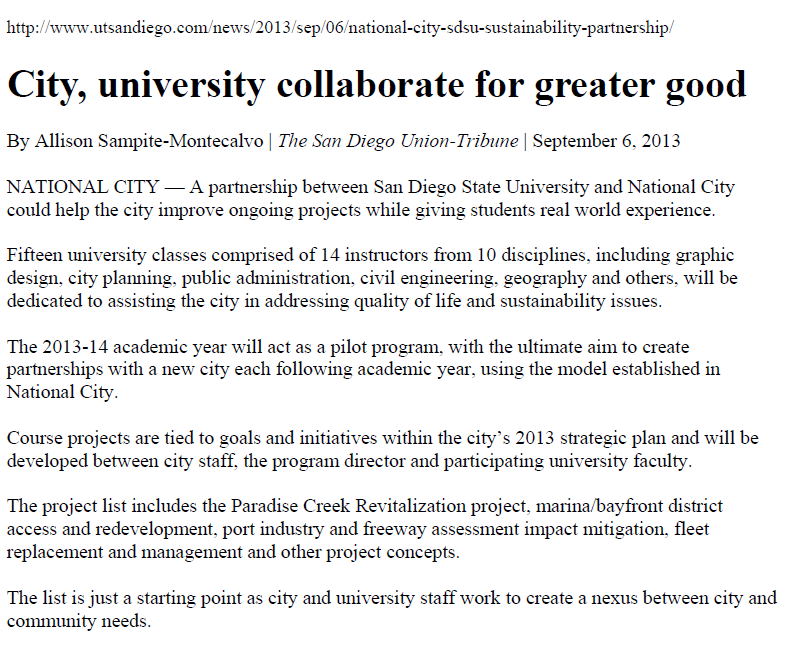 http://www.utsandiego.com/news/2013/sep/06/national-city-sdsu-sustainability-partnership/
City, university collaborate for greater good
By Allison Sampite-Montecalvo | The San Diego Union-Tribune | September 6, 2013
NATIONAL CITY — A partnership between San Diego State University and National City
could help the city improve ongoing projects while giving students real world experience.
Fifteen university classes comprised of 14 instructors from 10 disciplines, including graphic
design, city planning, public administration, civil engineering, geography and others, will be
dedicated to assisting the city in addressing quality of life and sustainability issues.
The 2013-14 academic year will act as a pilot program, with the ultimate aim to create
partnerships with a new city each following academic year, using the model established in
National City.
Course projects are tied to goals and initiatives within the city’s 2013 strategic plan and will be
developed between city staff, the program director and participating university faculty.
The project list includes the Paradise Creek Revitalization project, marina/bayfront district
access and redevelopment, port industry and freeway assessment impact mitigation, fleet
replacement and management and other project concepts.
The list is just a starting point as city and university staff work to create a nexus between city and
community needs.